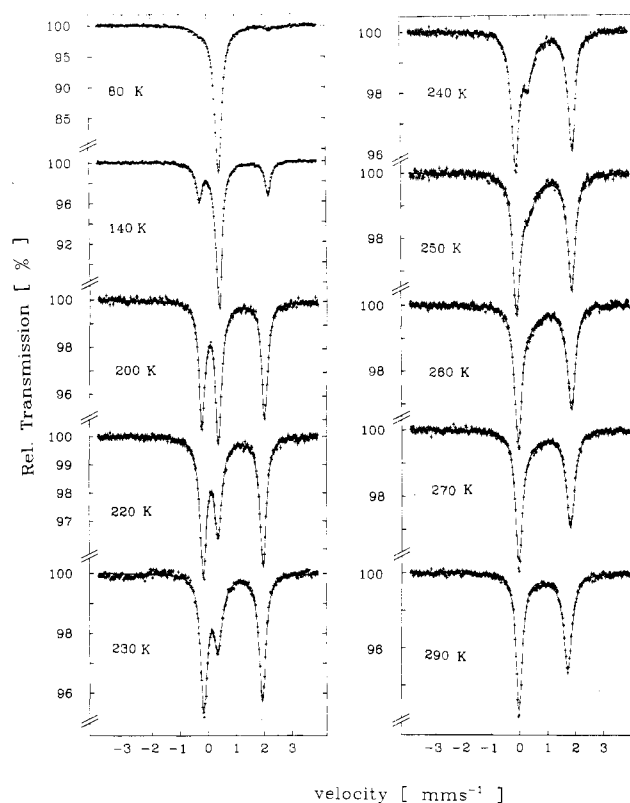 Rel. Transmission [ % ]
100
95
90
80 K
85
100
96
140 K
92
100
98
200 K
96
100
99
98
220 K
97
100
98
230 K
96
-3 -2 -1 0 1 2 3
100
98
240 K
96
100
250 K
98
100
260 K
98
100
98
270 K
100
98
290 K
96
-3 -2 -1 0 1 2 3
velocity [ mms⁻¹ ]